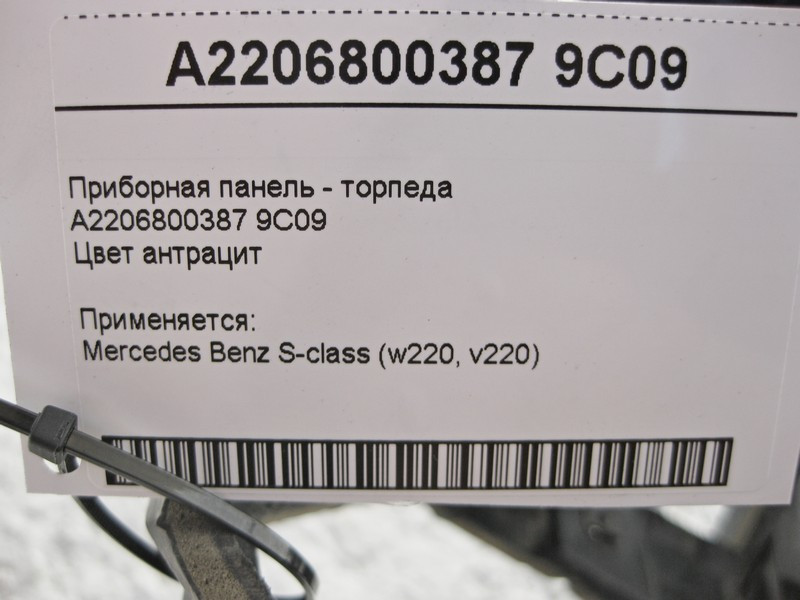 A2206800387 9C09
Приборная панель - торпеда
A2206800387 9C09
Цвет антрацит
Применяется:
Mercedes Benz S-class (w220, v220)